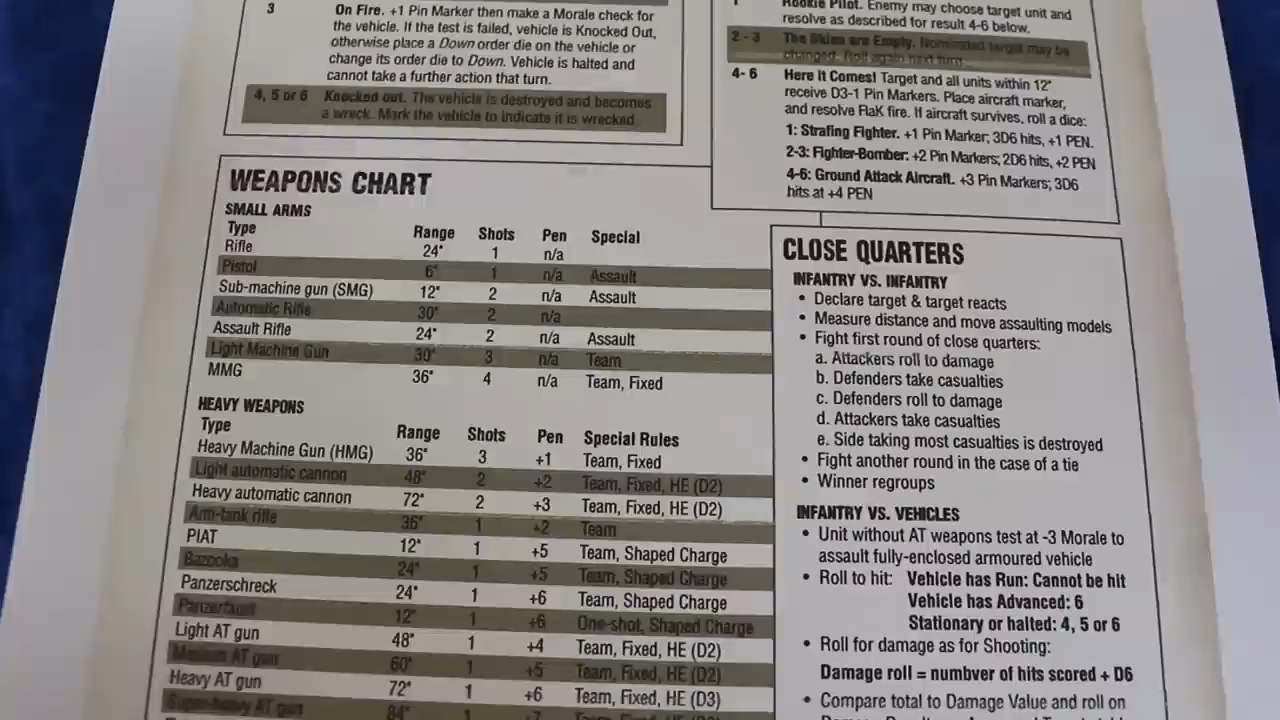 3 On Fire. +1 Pin Marker then make a Morale check for
the vehicle. If the test is failed, vehicle is Knocked Out,
otherwise place a Down order die on the vehicle or
change its order die to Down. Vehicle is halted and
cannot take a further action that turn.
4, 5 or 6 Knocked out. The vehicle is destroyed and becomes
a wreck. Mark the vehicle to indicate it is wrecked.
Rookie Pilot. Enemy may choose target unit and
resolve as described for result 4-6 below.
2 - 3 The Skies are Empty. Nominated target may be
changed. Roll again next turn.
4- 6 Here It Comes! Target and all units within 12"
receive D3-1 Pin Markers. Place aircraft marker,
and resolve FlaK fire. If aircraft survives, roll a dice:
1: Strafing Fighter. +1 Pin Marker; 3D6 hits, +1 PEN.
2-3: Fighter-Bomber: +2 Pin Markers; 2D6 hits, +2 PEN
4-6: Ground Attack Aircraft. +3 Pin Markers; 3D6
hits at +4 PEN
WEAPONS CHART
SMALL ARMS
Type Range Shots Pen Special
Rifle 24" 1 n/a
Pistol 6" 1 n/a Assault
Sub-machine gun (SMG) 12" 2 n/a Assault
Automatic Rifle 30" 2 n/a
Assault Rifle 24" 2 n/a Assault
Light Machine Gun 30" 3 n/a Team
MMG 36" 4 n/a Team, Fixed
HEAVY WEAPONS
Type Range Shots Pen Special Rules
Heavy Machine Gun (HMG) 36" 3 +1 Team, Fixed
Light automatic cannon 48" 2 +2 Team, Fixed, HE (D2)
Heavy automatic cannon 72" 2 +3 Team, Fixed, HE (D2)
Anti-tank rifle 36" 1 +2 Team
PIAT 12" 1 +5 Team, Shaped Charge
Bazooka 24" 1 +5 Team, Shaped Charge
Panzerschreck 24" 1 +6 Team, Shaped Charge
Panzerfaust 12" 1 +6 One-shot, Shaped Charge
Light AT gun 48" 1 +4 Team, Fixed, HE (D2)
Medium AT gun 60" 1 +5 Team, Fixed, HE (D2)
Heavy AT gun 72" 1 +6 Team, Fixed, HE (D3)
Super-heavy AT gun 84"
CLOSE QUARTERS
INFANTRY VS. INFANTRY
• Declare target & target reacts
• Measure distance and move assaulting models
• Fight first round of close quarters:
a. Attackers roll to damage
b. Defenders take casualties
c. Defenders roll to damage
d. Attackers take casualties
e. Side taking most casualties is destroyed
• Fight another round in the case of a tie
• Winner regroups
INFANTRY VS. VEHICLES
• Unit without AT weapons test at -3 Morale to
assault fully-enclosed armoured vehicle
• Roll to hit: Vehicle has Run: Cannot be hit
Vehicle has Advanced: 6
Stationary or halted: 4, 5 or 6
• Roll for damage as for Shooting:
Damage roll = numbver of hits scored + D6
• Compare total to Damage Value and roll on